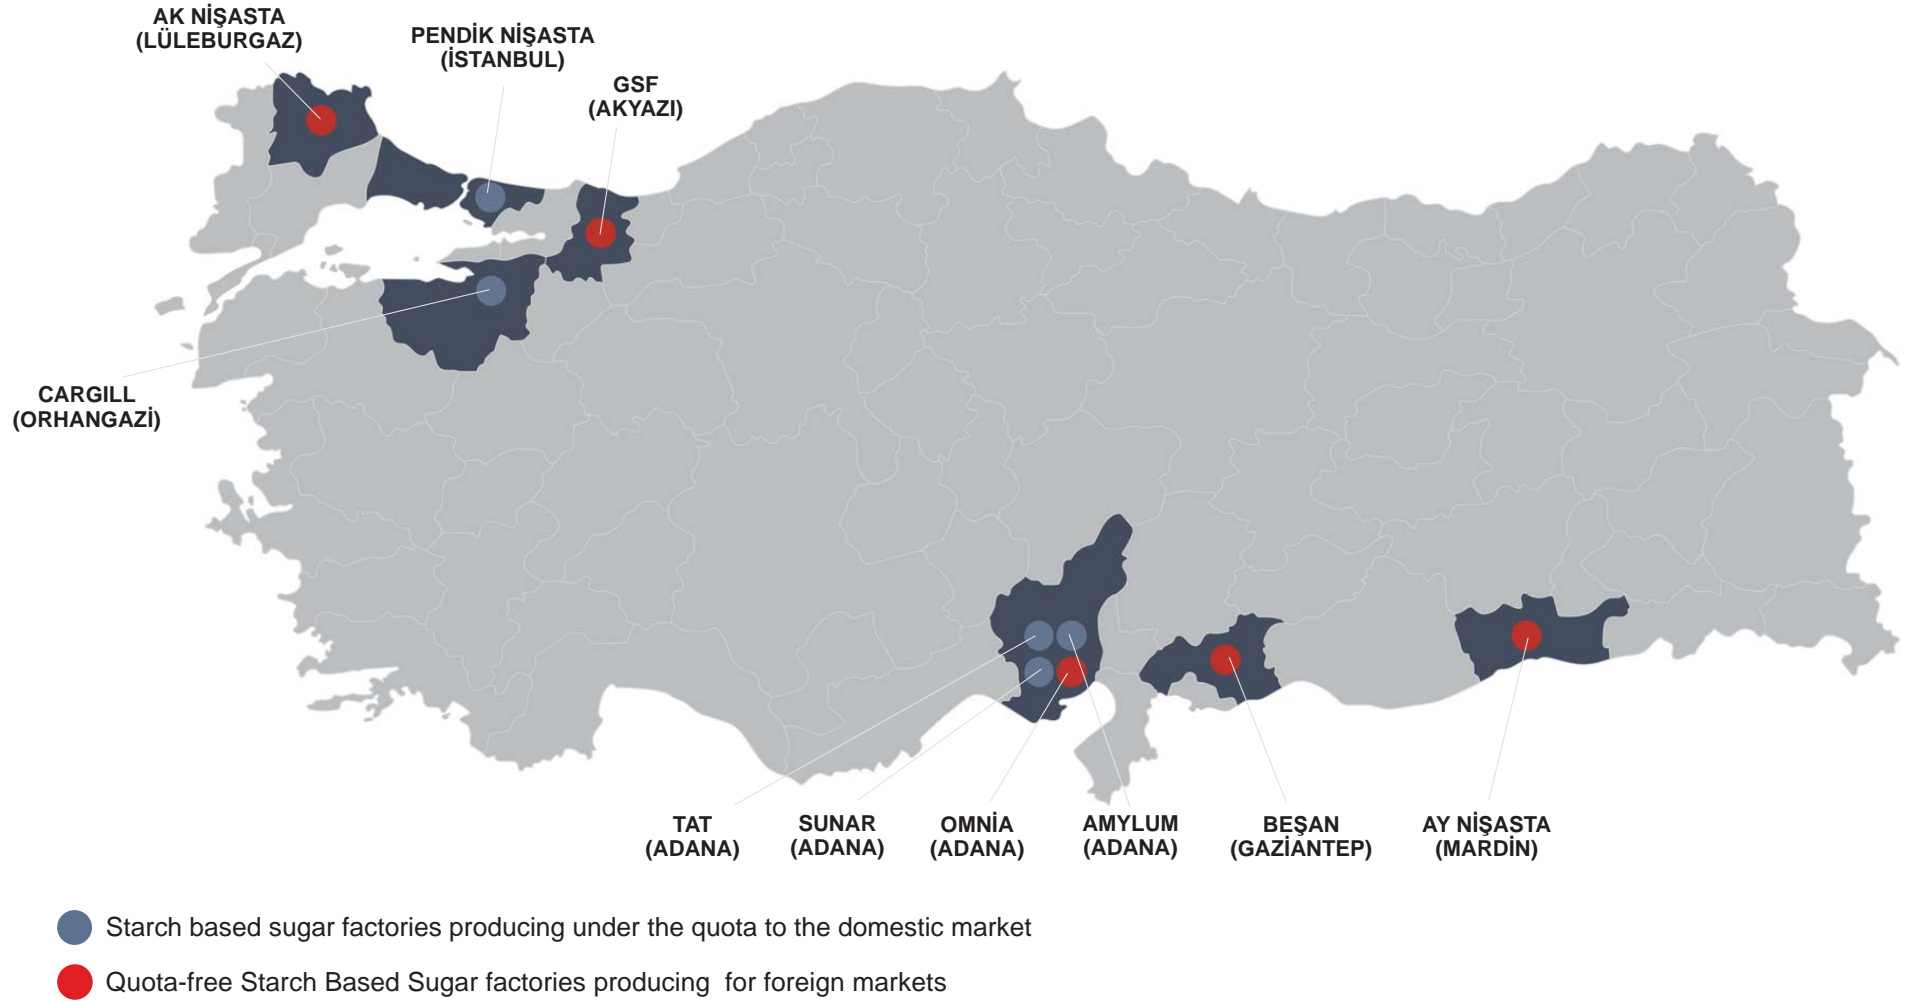 AK NİŞASTA
(LÜLEBURGAZ)
PENDİK NİŞASTA
(İSTANBUL)
GSF
(AKYAZI)
CARGILL
(ORHANGAZİ)
TAT
(ADANA)
SUNAR
(ADANA)
OMNİA
(ADANA)
AMYLUM
(ADANA)
BEŞAN
(GAZİANTEP)
AY NİŞASTA
(MARDİN)
Starch based sugar factories producing under the quota to the domestic market
Quota-free Starch Based Sugar factories producing  for foreign markets